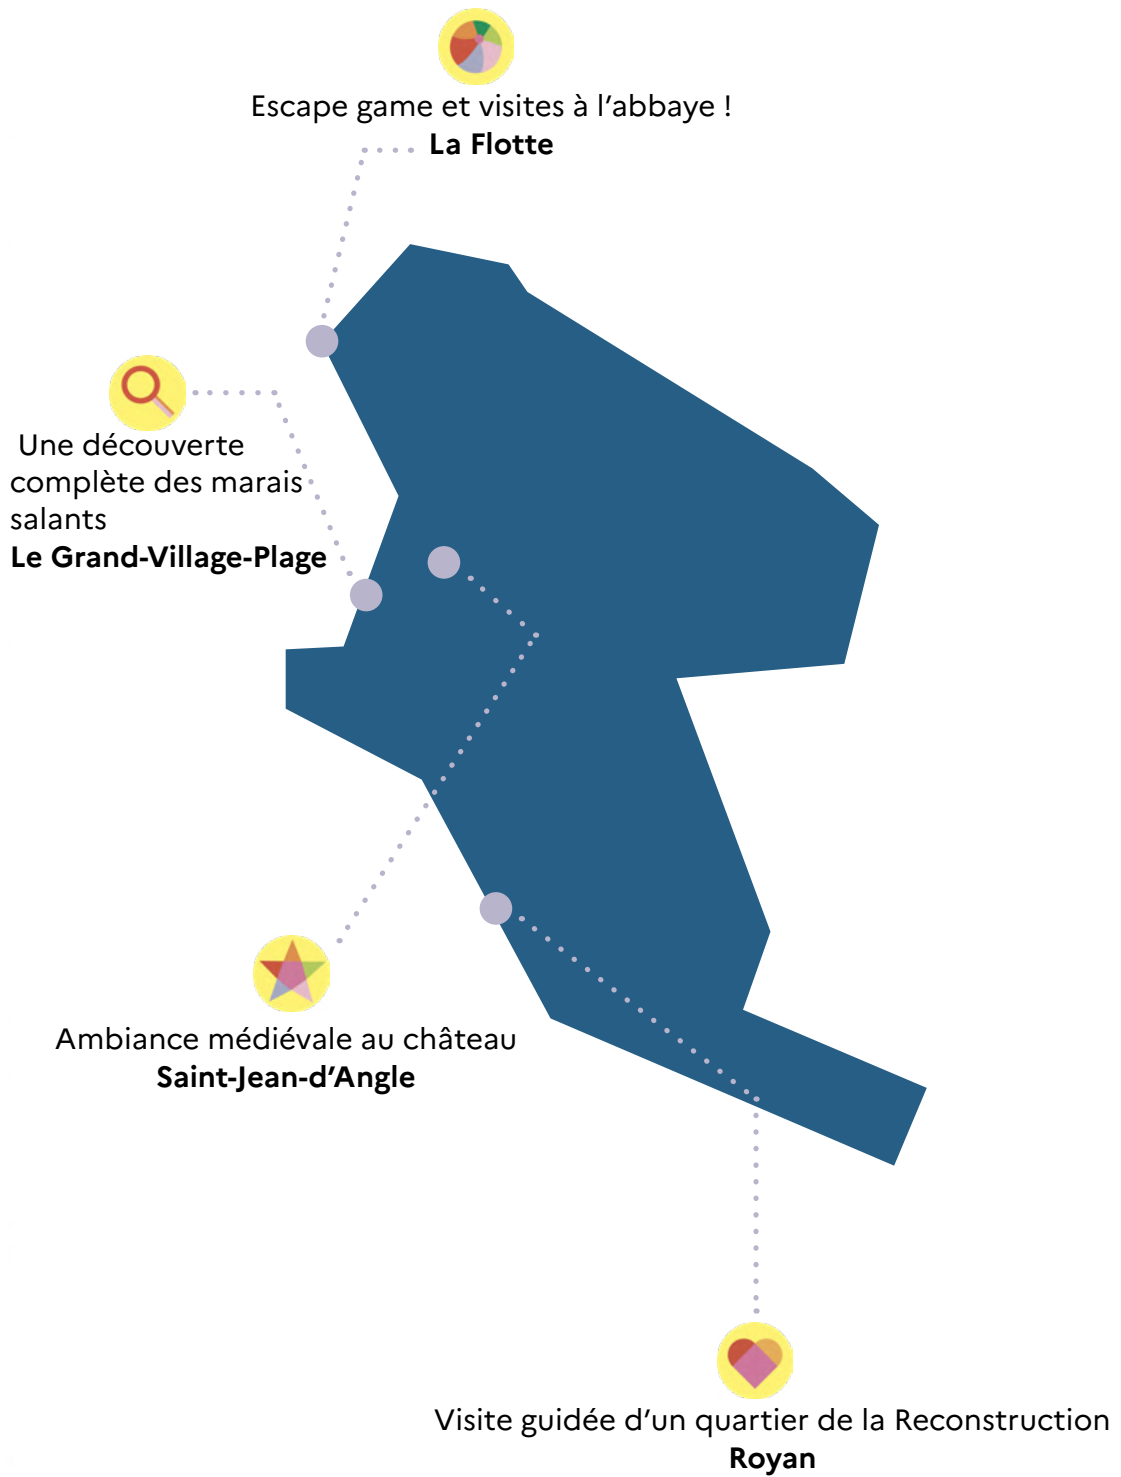 Escape game et visites à l’abbaye !
La Flotte
Une découverte
complète des marais
salants
Le Grand-Village-Plage
Ambiance médiévale au château
Saint-Jean-d’Angle
Visite guidée d’un quartier de la Reconstruction
Royan